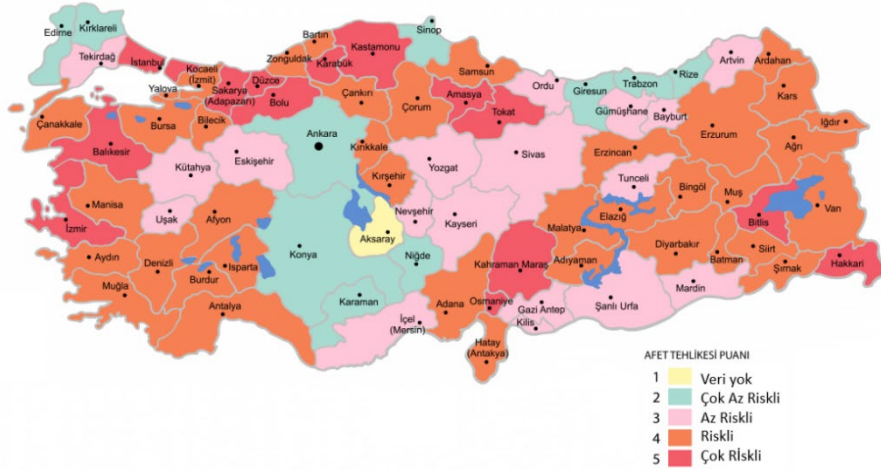 Edirne
Kırklareli
Tekirdağ
İstanbul
Kocaeli
(İzmit)
Yalova
Sakarya
(Adapazarı)
Düzce
Bolu
Zonguldak
Bartın
Karabük
Kastamonu
Sinop
Samsun
Çankırı
Çorum
Amasya
Tokat
Ordu
Giresun
Trabzon
Rize
Artvin
Ardahan
Kars
Gümüşhane
Bayburt
Erzurum
Iğdır
Ağrı
Çanakkale
Bursa
Bilecik
Balıkesir
Kütahya
Eskişehir
Ankara
Kırıkkale
Kırşehir
Yozgat
Sivas
Erzincan
Tunceli
Bingöl
Muş
Van
Bitlis
Manisa
İzmir
Uşak
Afyon
Konya
Aksaray
Nevşehir
Kayseri
Niğde
Malatya
Elazığ
Diyarbakır
Batman
Siirt
Şırnak
Hakkari
Aydın
Denizli
Muğla
Burdur
Isparta
Antalya
Karaman
İçel
(Mersin)
Adana
Kahraman Maraş
Osmaniye
Adıyaman
Gazi Antep
Kilis
Şanlı Urfa
Mardin
Hatay
(Antakya)
AFET TEHLİKESİ PUANI
1 Veri yok
2 Çok Az Riskli
3 Az Riskli
4 Riskli
5 Çok Rİskli